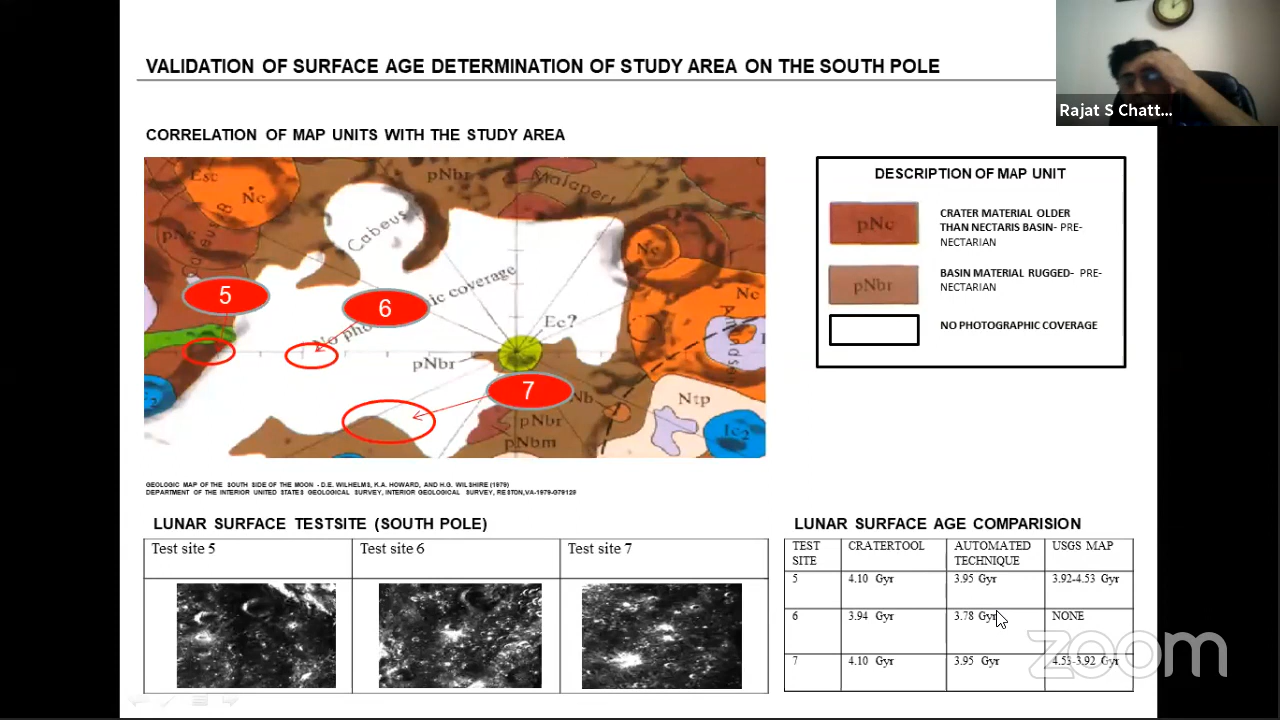 VALIDATION OF SURFACE AGE DETERMINATION OF STUDY AREA ON THE SOUTH POLE
Rajat S Chatt...
CORRELATION OF MAP UNITS WITH THE STUDY AREA
Esc
Nc
pNbr
Malapert
Cabeus
pNc
Cabeus B
5
6
No pho
ic coverage
Ec?
pNbr
7
Nb
pNbr
pNbm
Nc
Nc
Ntp
Ic2
DESCRIPTION OF MAP UNIT
pNc
CRATER MATERIAL OLDER
THAN NECTARIS BASIN- PRE-
NECTARIAN
pNbr
BASIN MATERIAL RUGGED- PRE-
NECTARIAN
NO PHOTOGRAPHIC COVERAGE
GEOLOGIC MAP OF THE SOUTH SIDE OF THE MOON - D.E. WILHELMS, K.A. HOWARD, AND H.G. WILSHIRE (1979)
DEPARTMENT OF THE INTERIOR UNITED STATES GEOLOGICAL SURVEY, INTERIOR GEOLOGICAL SURVEY, RESTON,VA-1979-G79128
LUNAR SURFACE TESTSITE (SOUTH POLE)
Test site 5 Test site 6 Test site 7
LUNAR SURFACE AGE COMPARISION
TEST SITE CRATERTOOL AUTOMATED TECHNIQUE USGS MAP
5 4.10 Gyr 3.95 Gyr 3.92-4.53 Gyr
6 3.94 Gyr 3.78 Gyr NONE
7 4.10 Gyr 3.95 Gyr 4.53-3.92 Gyr
zoom